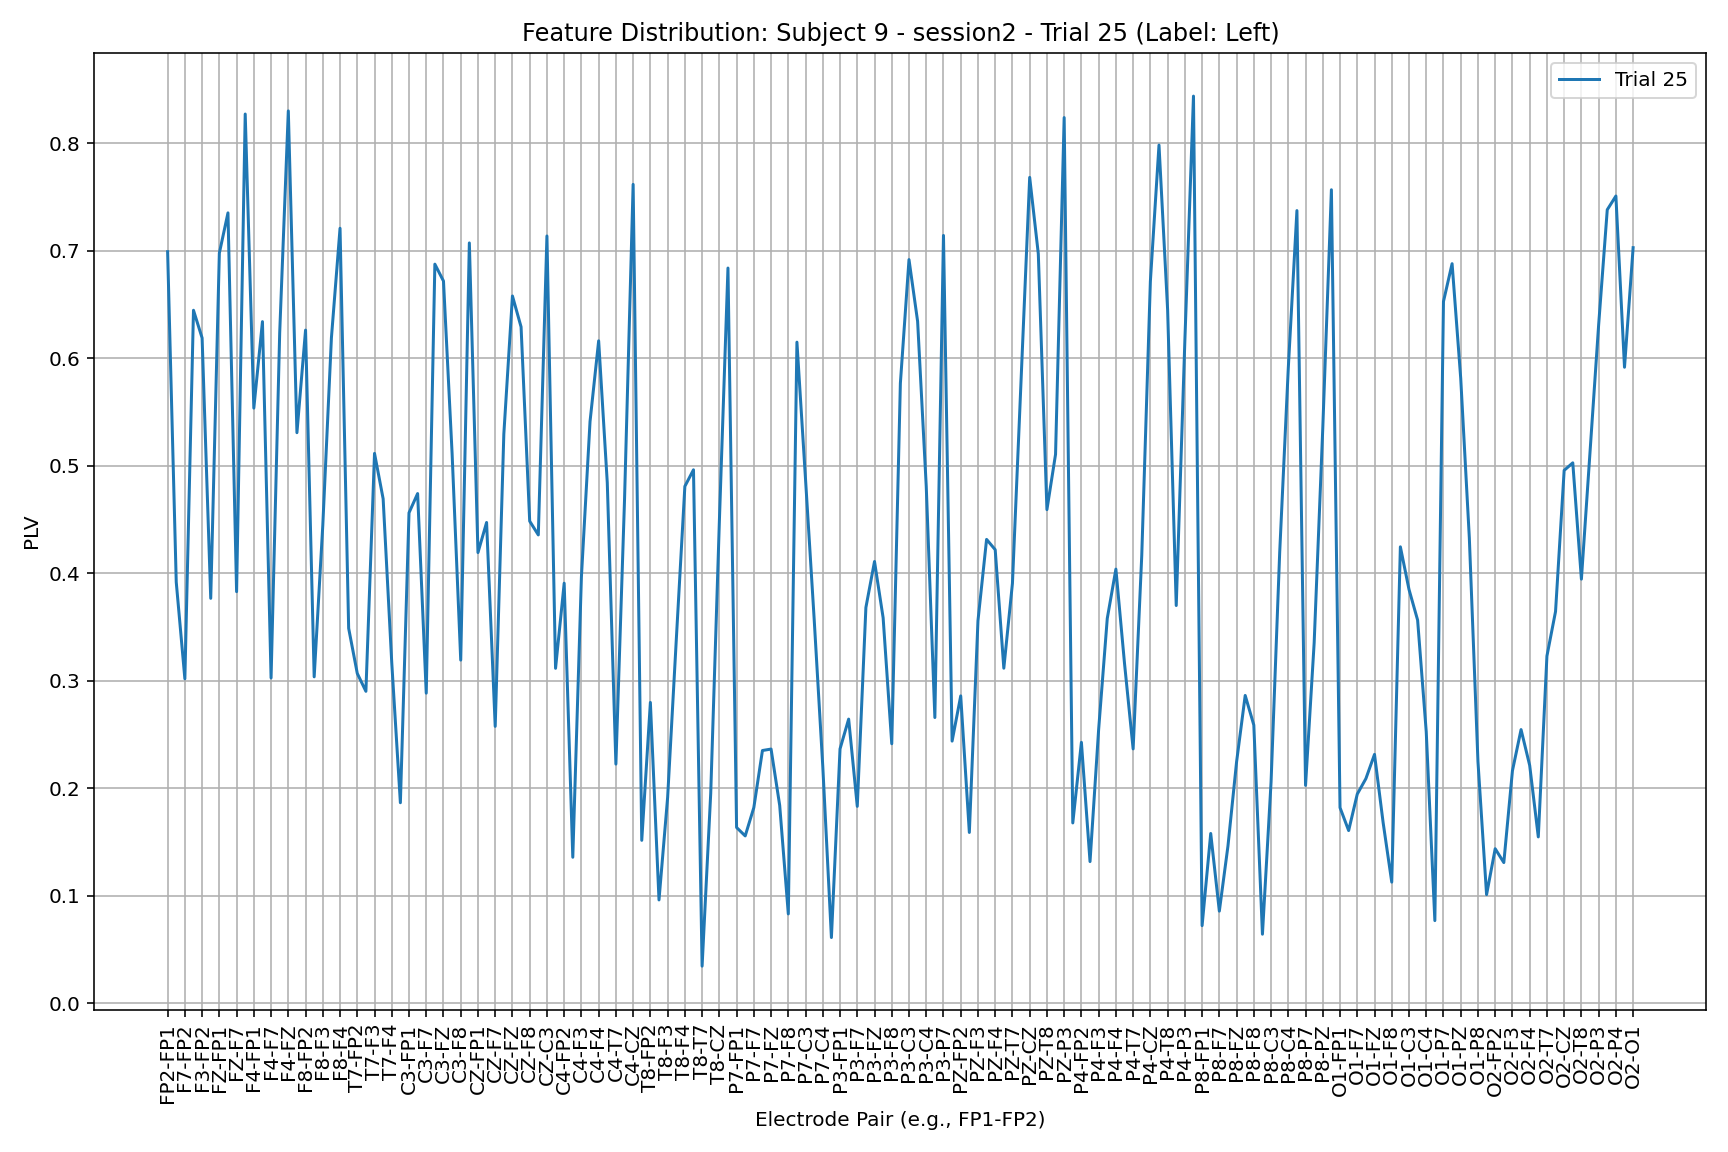 Feature Distribution: Subject 9 - session2 - Trial 25 (Label: Left)
Trial 25
PLV
0.8
0.7
0.6
0.5
0.4
0.3
0.2
0.1
0.0
FP2-FP1
F7-FP2
F3-FP2
FZ-FP1
FZ-F7
F4-FP1
F4-F7
F4-FZ
F8-FP2
F8-F3
F8-F4
T7-FP2
T7-F3
T7-F4
C3-FP1
C3-F7
C3-FZ
C3-F8
CZ-FP1
CZ-F7
CZ-FZ
CZ-F8
CZ-C3
C4-FP2
C4-F3
C4-F4
C4-T7
C4-CZ
T8-FP2
T8-F3
T8-F4
T8-T7
T8-CZ
P7-FP1
P7-F7
P7-FZ
P7-F8
P7-C3
P7-C4
P3-FP1
P3-F7
P3-FZ
P3-F8
P3-C3
P3-C4
P3-P7
PZ-FP2
PZ-F3
PZ-F4
PZ-T7
PZ-CZ
PZ-T8
PZ-P3
P4-FP2
P4-F3
P4-F4
P4-T7
P4-CZ
P4-T8
P4-P3
P8-FP1
P8-F7
P8-FZ
P8-F8
P8-C3
P8-C4
P8-P7
P8-PZ
O1-FP1
O1-F7
O1-FZ
O1-F8
O1-C3
O1-C4
O1-P7
O1-PZ
O1-P8
O2-FP2
O2-F3
O2-F4
O2-T7
O2-CZ
O2-T8
O2-P3
O2-P4
O2-O1
Electrode Pair (e.g., FP1-FP2)